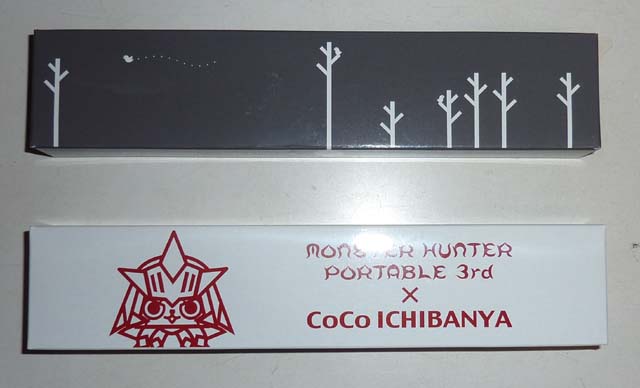 MONSTER HUNTER
PORTABLE 3rd
×
CoCo ICHIBANYA